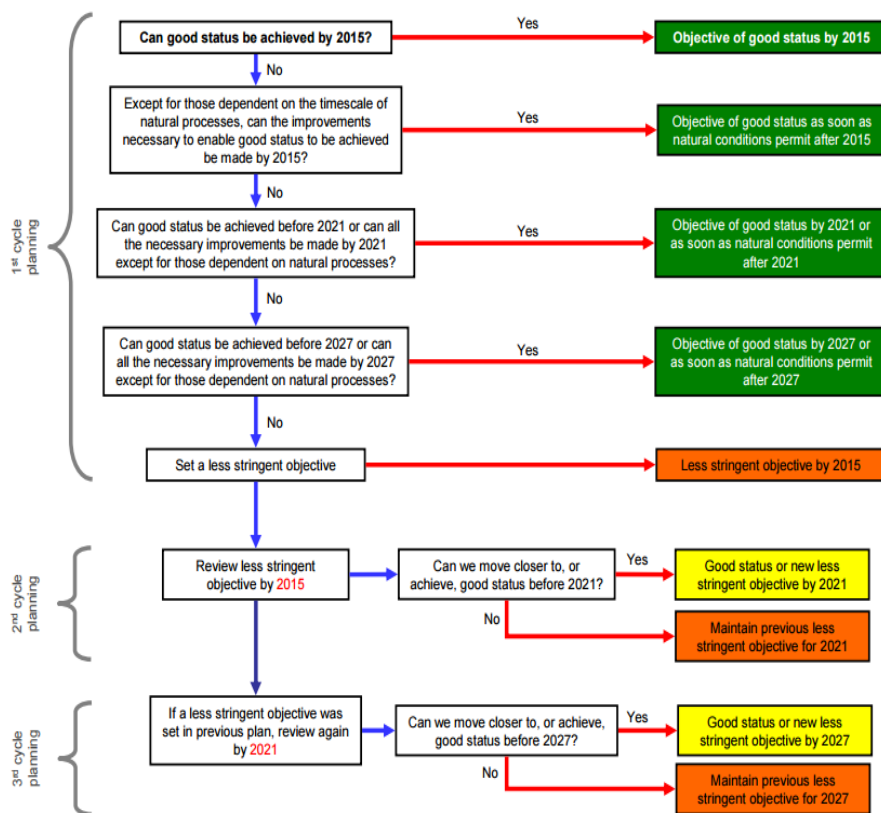 Can good status be achieved by 2015?
Yes
Objective of good status by 2015
No
Except for those dependent on the timescale of
natural processes, can the improvements
necessary to enable good status to be achieved
be made by 2015?
Yes
Objective of good status as soon as
natural conditions permit after 2015
No
1st cycle
planning
Can good status be achieved before 2021 or can all
the necessary improvements be made by 2021
except for those dependent on natural processes?
Yes
Objective of good status by 2021 or
as soon as natural conditions permit
after 2021
No
Can good status be achieved before 2027 or can
all the necessary improvements be made by 2027
except for those dependent on natural processes?
Yes
Objective of good status by 2027 or
as soon as natural conditions permit
after 2027
No
Set a less stringent objective
Less stringent objective by 2015
2nd cycle
planning
Review less stringent
objective by 2015
Can we move closer to, or
achieve, good status before 2021?
Yes
Good status or new less
stringent objective by 2021
No
Maintain previous less
stringent objective for 2021
3rd cycle
planning
If a less stringent objective was
set in previous plan, review again
by 2021
Can we move closer to, or achieve,
good status before 2027?
Yes
Good status or new less
stringent objective by 2027
No
Maintain previous less
stringent objective for 2027